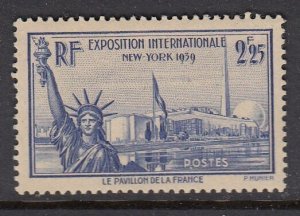 RF
EXPOSITION INTERNATIONALE
NEW-YORK 1939
2F25
POSTES
LE PAVILLON DE LA FRANCE
P. MUNIER